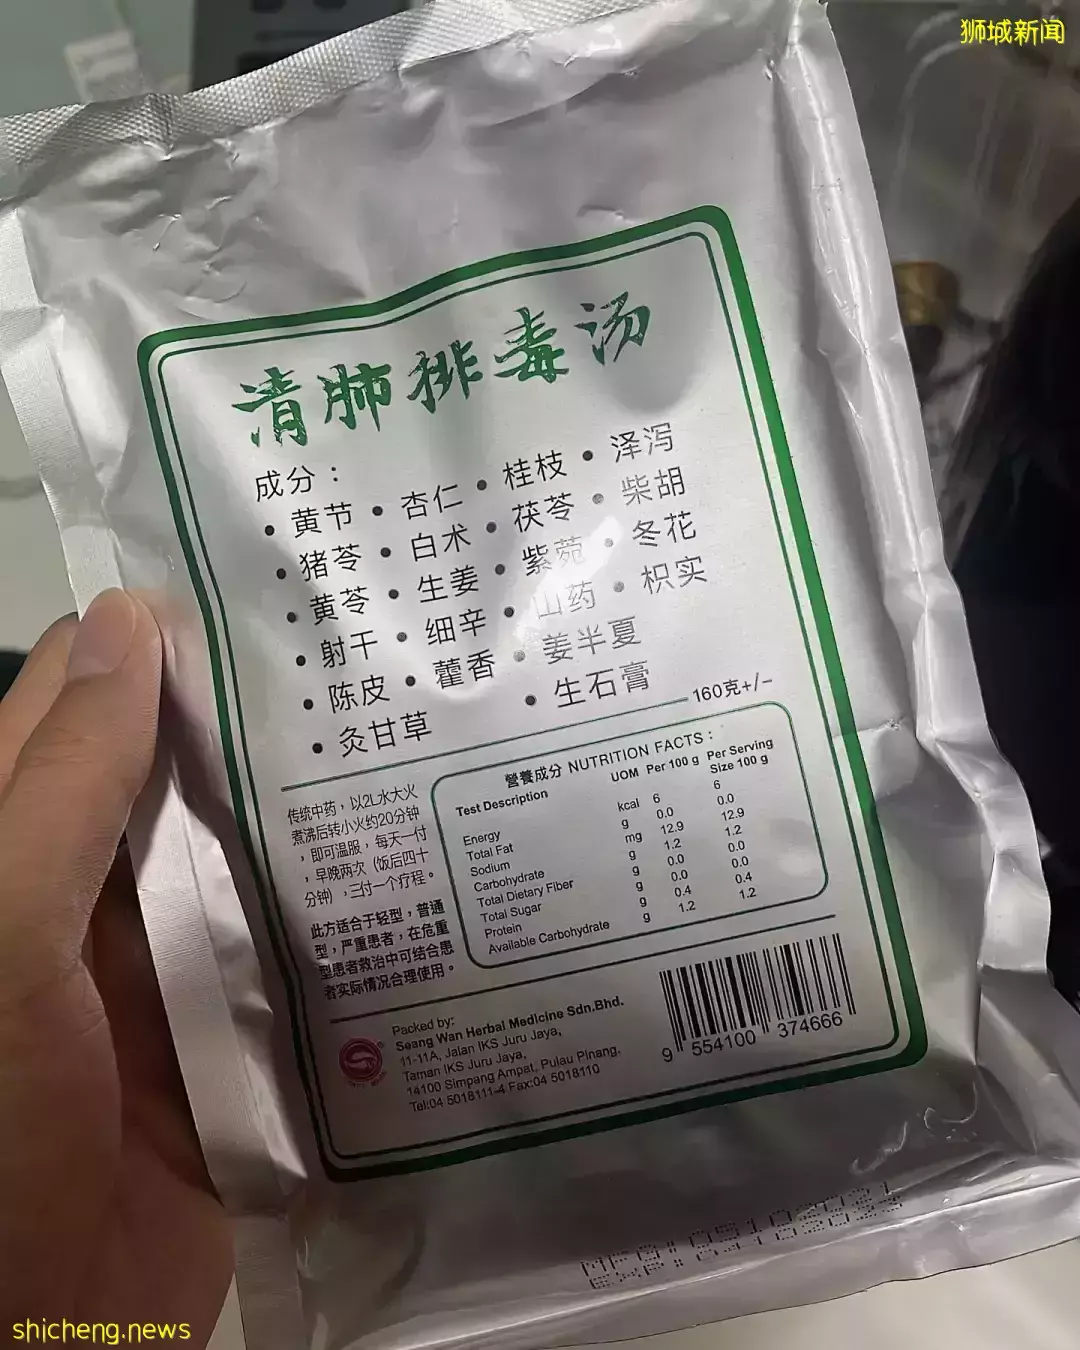 狮城新闻
清肺排毒汤
成分：
• 黄节 • 杏仁 • 桂枝 • 泽泻
• 猪苓 • 白术 • 茯苓 • 柴胡
• 黄苓 • 生姜 • 紫菀 • 冬花
• 射干 • 细辛 • 山药 • 枳实
• 陈皮 • 藿香 • 姜半夏
• 灸甘草 • 生石膏
160克+/−
传统中药，以2L水大火
煮沸后转小火约20分钟
，即可温服，每天一付
，早晚两次（饭后四十
分钟）,三付一个疗程。
此方适合于轻型，普通
型，严重患者，在危重
型患者救治中可结合患
者实际情况合理使用。
營養成分 NUTRITION FACTS：
Test Description UOM Per 100 g Per Serving Size 100 g
Energy kcal 6 6
Total Fat g 0.0 0.0
Sodium mg 12.9 12.9
Carbohydrate g 1.2 1.2
Total Dietary Fiber g 0.0 0.0
Total Sugar g 0.0 0.0
Protein g 0.4 0.4
Available Carbohydrate g 1.2 1.2
Packed by:
Seang Wan Herbal Medicine Sdn.Bhd.
11-11A, Jalan IKS Juru Jaya,
Taman IKS Juru Jaya,
14100 Simpang Ampat, Pulau Pinang.
Tel:04 5018111-4 Fax:04 5018110
9 554100 374666
MFG:09102021
EXP:09102024
shicheng.news